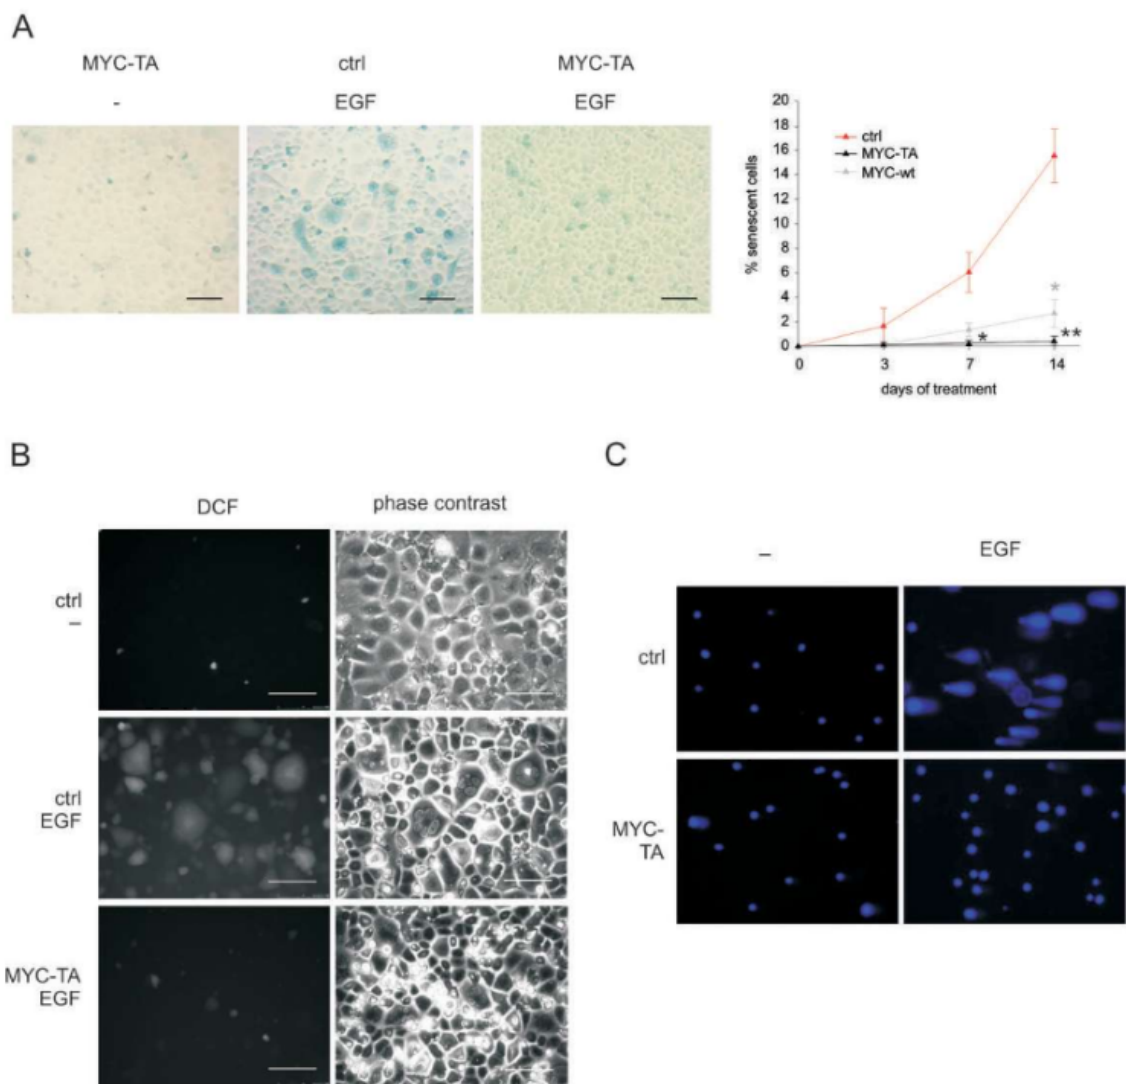 A
MYC-TA ctrl MYC-TA
- EGF EGF
20
18
16
14
12
10
8
6
4
2
0
% senescent cells
ctrl
MYC-TA
MYC-wt
*
*
**
0 3 7 14
days of treatment
B
DCF phase contrast
ctrl
–
ctrl
EGF
MYC-TA
EGF
C
– EGF
ctrl
MYC-
TA